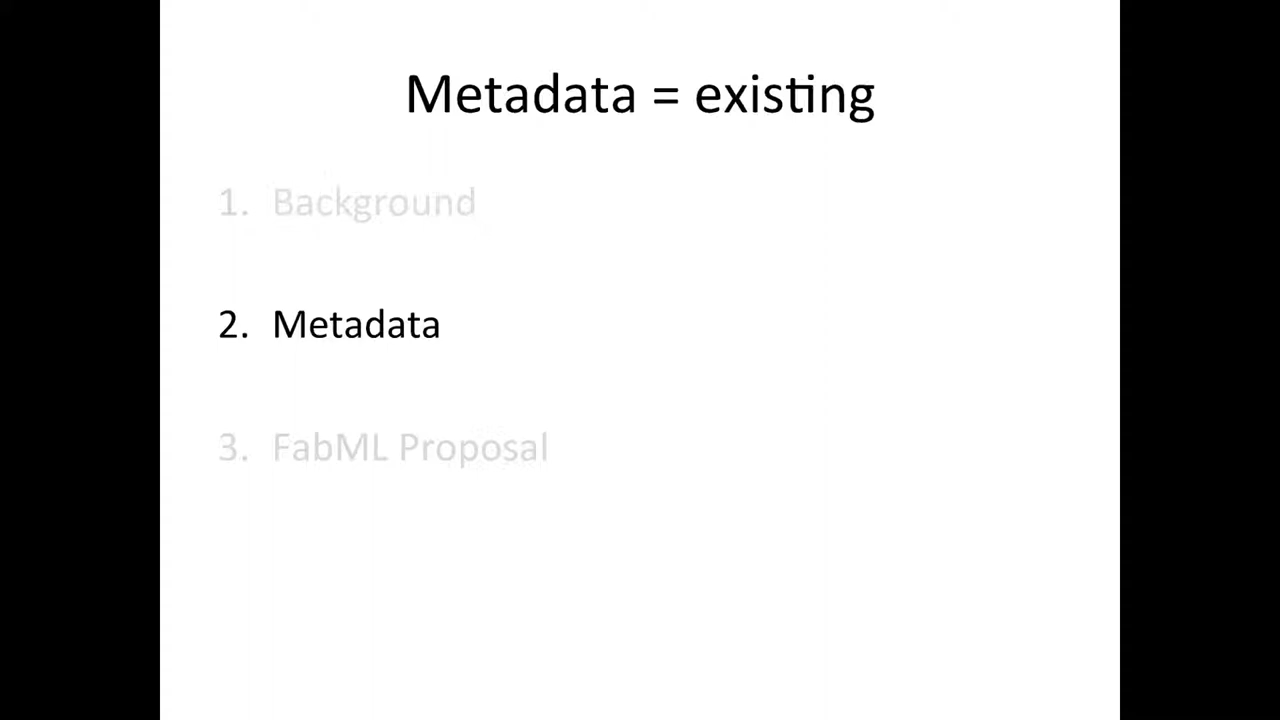 Metadata = existing
1. Background
2. Metadata
3. FabML Proposal